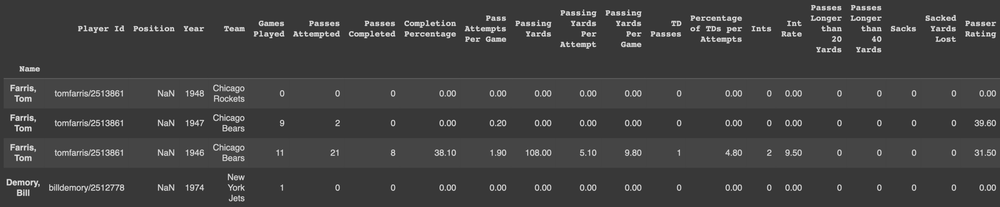 Player Id Position Year Team Games Played Passes Attempted Passes Completed Completion Percentage Pass Attempts Per Game Passing Yards Passing Yards Per Attempt Passing Yards Per Game TD Passes Percentage of TDs per Attempts Ints Int Rate Passes Longer than 20 Yards Passes Longer than 40 Yards Sacks Sacked Yards Lost Passer Rating
Name
Farris, Tom tomfarris/2513861 NaN 1948 Chicago Rockets 0 0 0 0.00 0.00 0.00 0.00 0.00 0 0.00 0 0.00 0 0 0 0 0.00
Farris, Tom tomfarris/2513861 NaN 1947 Chicago Bears 9 2 0 0.00 0.20 0.00 0.00 0.00 0 0.00 0 0.00 0 0 0 0 39.60
Farris, Tom tomfarris/2513861 NaN 1946 Chicago Bears 11 21 8 38.10 1.90 108.00 5.10 9.80 1 4.80 2 9.50 0 0 0 0 31.50
Demory, Bill billdemory/2512778 NaN 1974 New York Jets 1 0 0 0.00 0.00 0.00 0.00 0.00 0 0.00 0 0.00 0 0 0 0 0.00